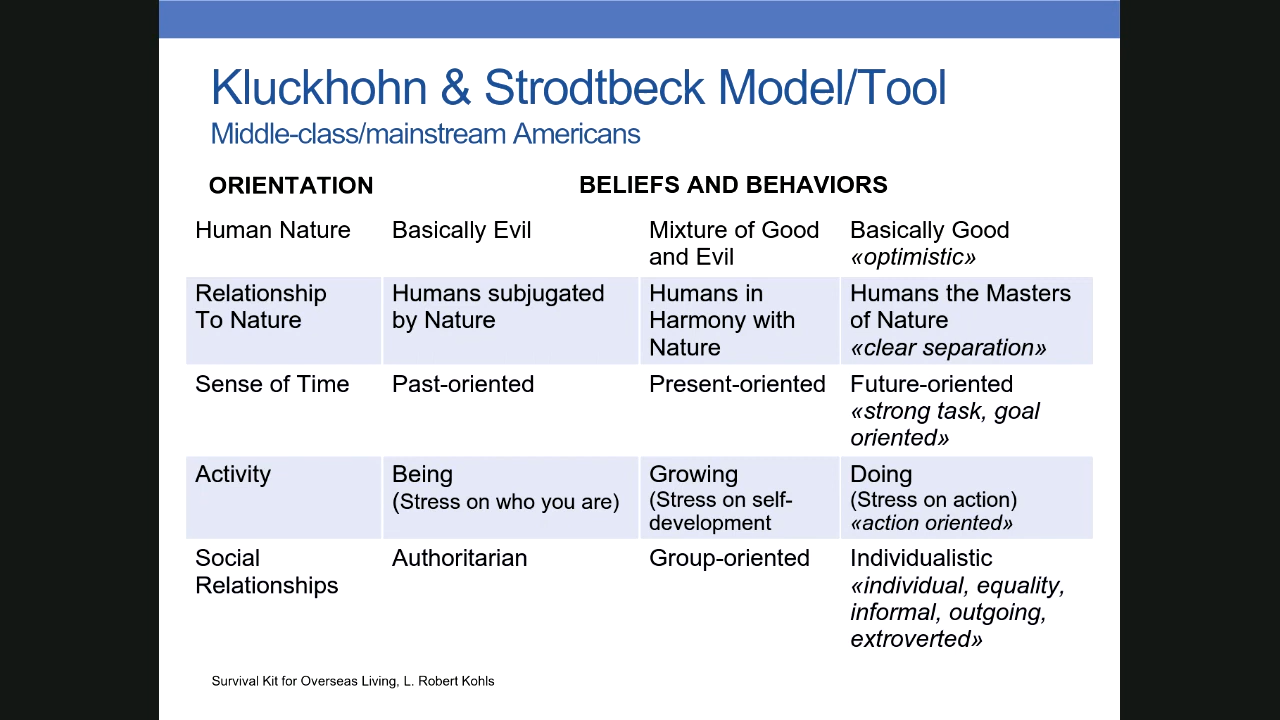 Kluckhohn & Strodtbeck Model/Tool
Middle-class/mainstream Americans
ORIENTATION
BELIEFS AND BEHAVIORS
Human Nature
Basically Evil
Mixture of Good
and Evil
Basically Good
«optimistic»
Relationship
To Nature
Humans subjugated
by Nature
Humans in
Harmony with
Nature
Humans the Masters
of Nature
«clear separation»
Sense of Time
Past-oriented
Present-oriented
Future-oriented
«strong task, goal
oriented»
Activity
Being
(Stress on who you are)
Growing
(Stress on self-
development
Doing
(Stress on action)
«action oriented»
Social
Relationships
Authoritarian
Group-oriented
Individualistic
«individual, equality,
informal, outgoing,
extroverted»
Survival Kit for Overseas Living, L. Robert Kohls